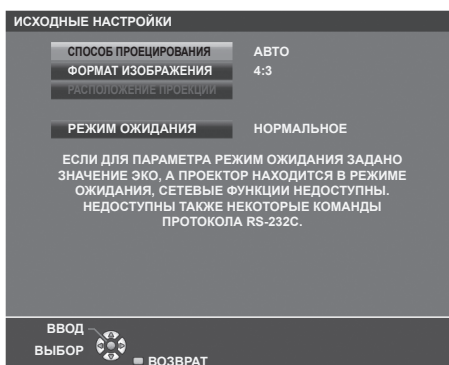 ИСХОДНЫЕ НАСТРОЙКИ
СПОСОБ ПРОЕЦИРОВАНИЯ АВТО
ФОРМАТ ИЗОБРАЖЕНИЯ 4:3
РАСПОЛОЖЕНИЕ ПРОЕКЦИИ
РЕЖИМ ОЖИДАНИЯ НОРМАЛЬНОЕ
ЕСЛИ ДЛЯ ПАРАМЕТРА РЕЖИМ ОЖИДАНИЯ ЗАДАНО
ЗНАЧЕНИЕ ЭКО, А ПРОЕКТОР НАХОДИТСЯ В РЕЖИМЕ
ОЖИДАНИЯ, СЕТЕВЫЕ ФУНКЦИИ НЕДОСТУПНЫ.
НЕДОСТУПНЫ ТАКЖЕ НЕКОТОРЫЕ КОМАНДЫ
ПРОТОКОЛА RS-232C.
ВВОД
ВЫБОР
ВОЗВРАТ